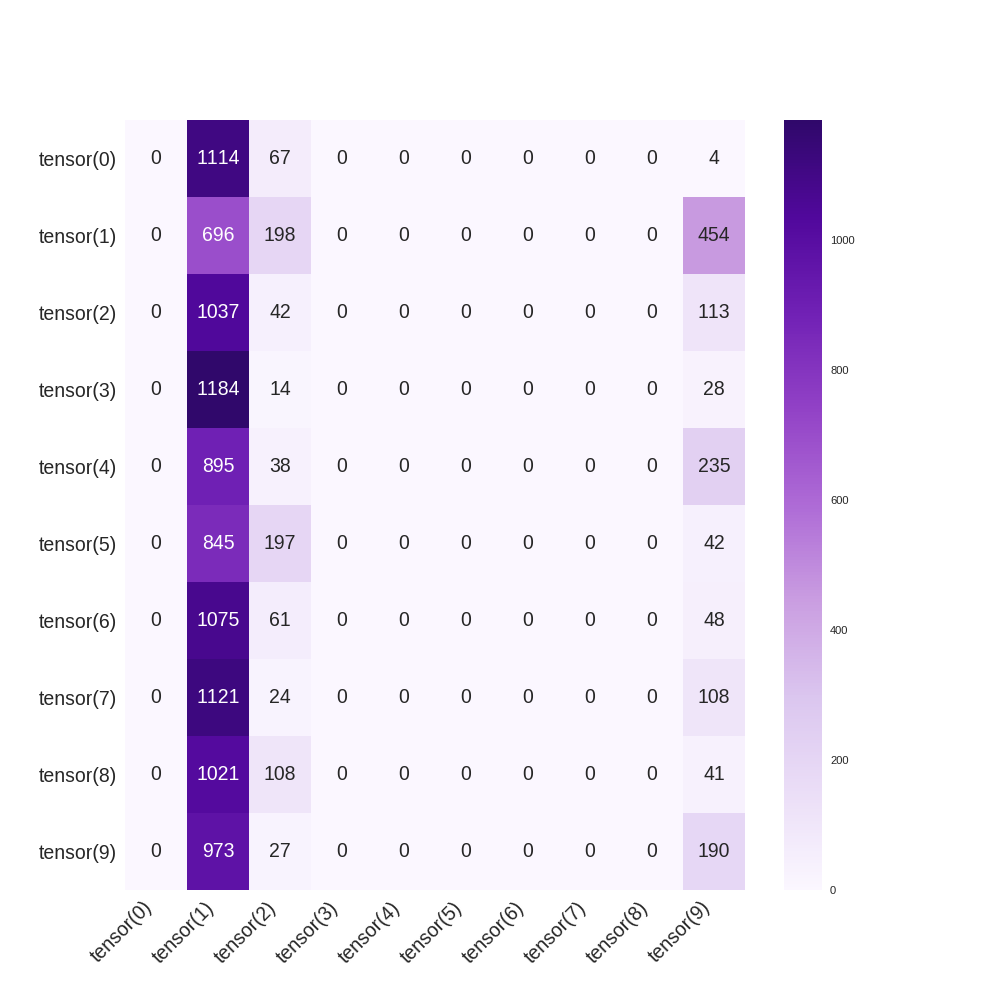 tensor(0) 0 1114 67 0 0 0 0 0 0 4
tensor(1) 0 696 198 0 0 0 0 0 0 454
1000
tensor(2) 0 1037 42 0 0 0 0 0 0 113
800
tensor(3) 0 1184 14 0 0 0 0 0 0 28
tensor(4) 0 895 38 0 0 0 0 0 0 235
600
tensor(5) 0 845 197 0 0 0 0 0 0 42
tensor(6) 0 1075 61 0 0 0 0 0 0 48
400
tensor(7) 0 1121 24 0 0 0 0 0 0 108
200
tensor(8) 0 1021 108 0 0 0 0 0 0 41
tensor(9) 0 973 27 0 0 0 0 0 0 190
0
tensor(0) tensor(1) tensor(2) tensor(3) tensor(4) tensor(5) tensor(6) tensor(7) tensor(8) tensor(9)